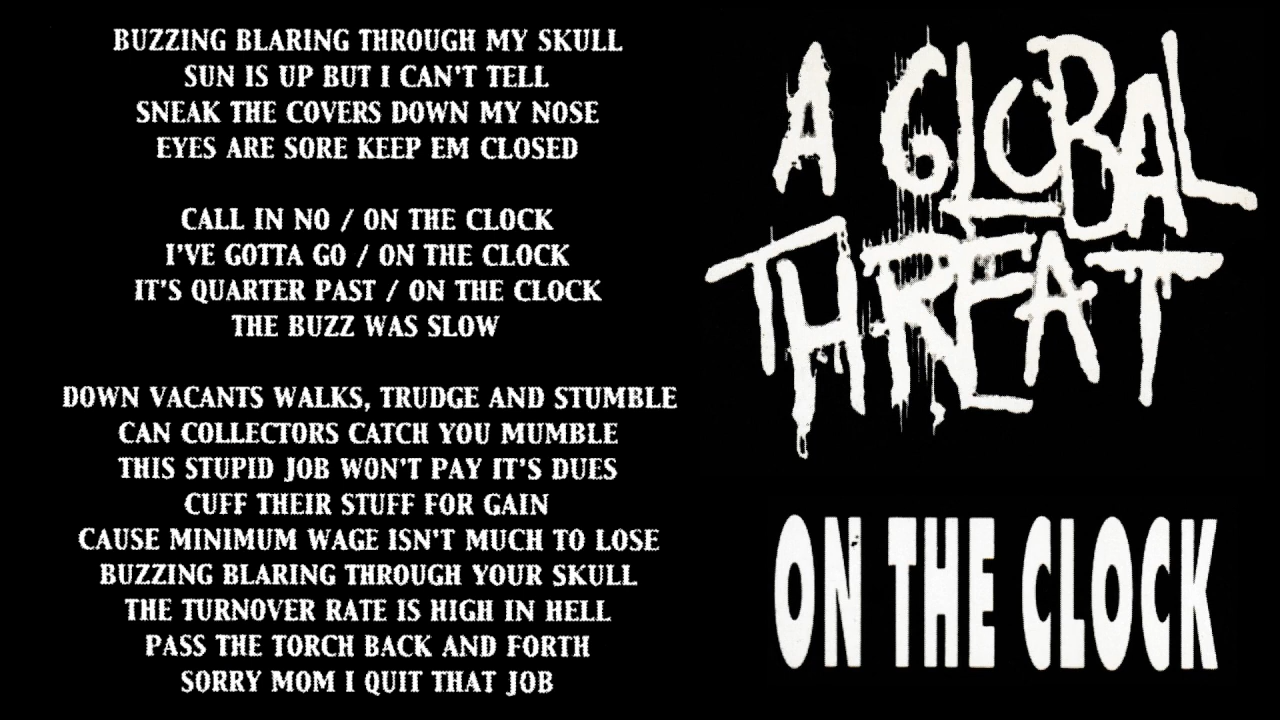 BUZZING BLARING THROUGH MY SKULL
SUN IS UP BUT I CAN'T TELL
SNEAK THE COVERS DOWN MY NOSE
EYES ARE SORE KEEP EM CLOSED
CALL IN NO / ON THE CLOCK
I'VE GOTTA GO / ON THE CLOCK
IT'S QUARTER PAST / ON THE CLOCK
THE BUZZ WAS SLOW
DOWN VACANTS WALKS, TRUDGE AND STUMBLE
CAN COLLECTORS CATCH YOU MUMBLE
THIS STUPID JOB WON'T PAY IT'S DUES
CUFF THEIR STUFF FOR GAIN
CAUSE MINIMUM WAGE ISN'T MUCH TO LOSE
BUZZING BLARING THROUGH YOUR SKULL
THE TURNOVER RATE IS HIGH IN HELL
PASS THE TORCH BACK AND FORTH
SORRY MOM I QUIT THAT JOB
A GLOBAL
THREAT
ON THE CLOCK